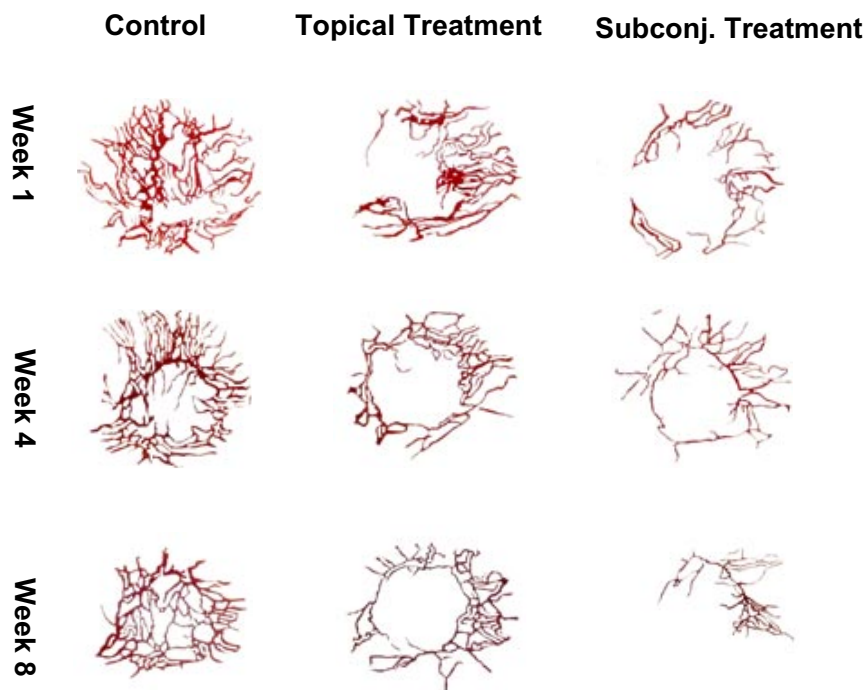 Control
Topical Treatment
Subconj. Treatment
Week 1
Week 4
Week 8